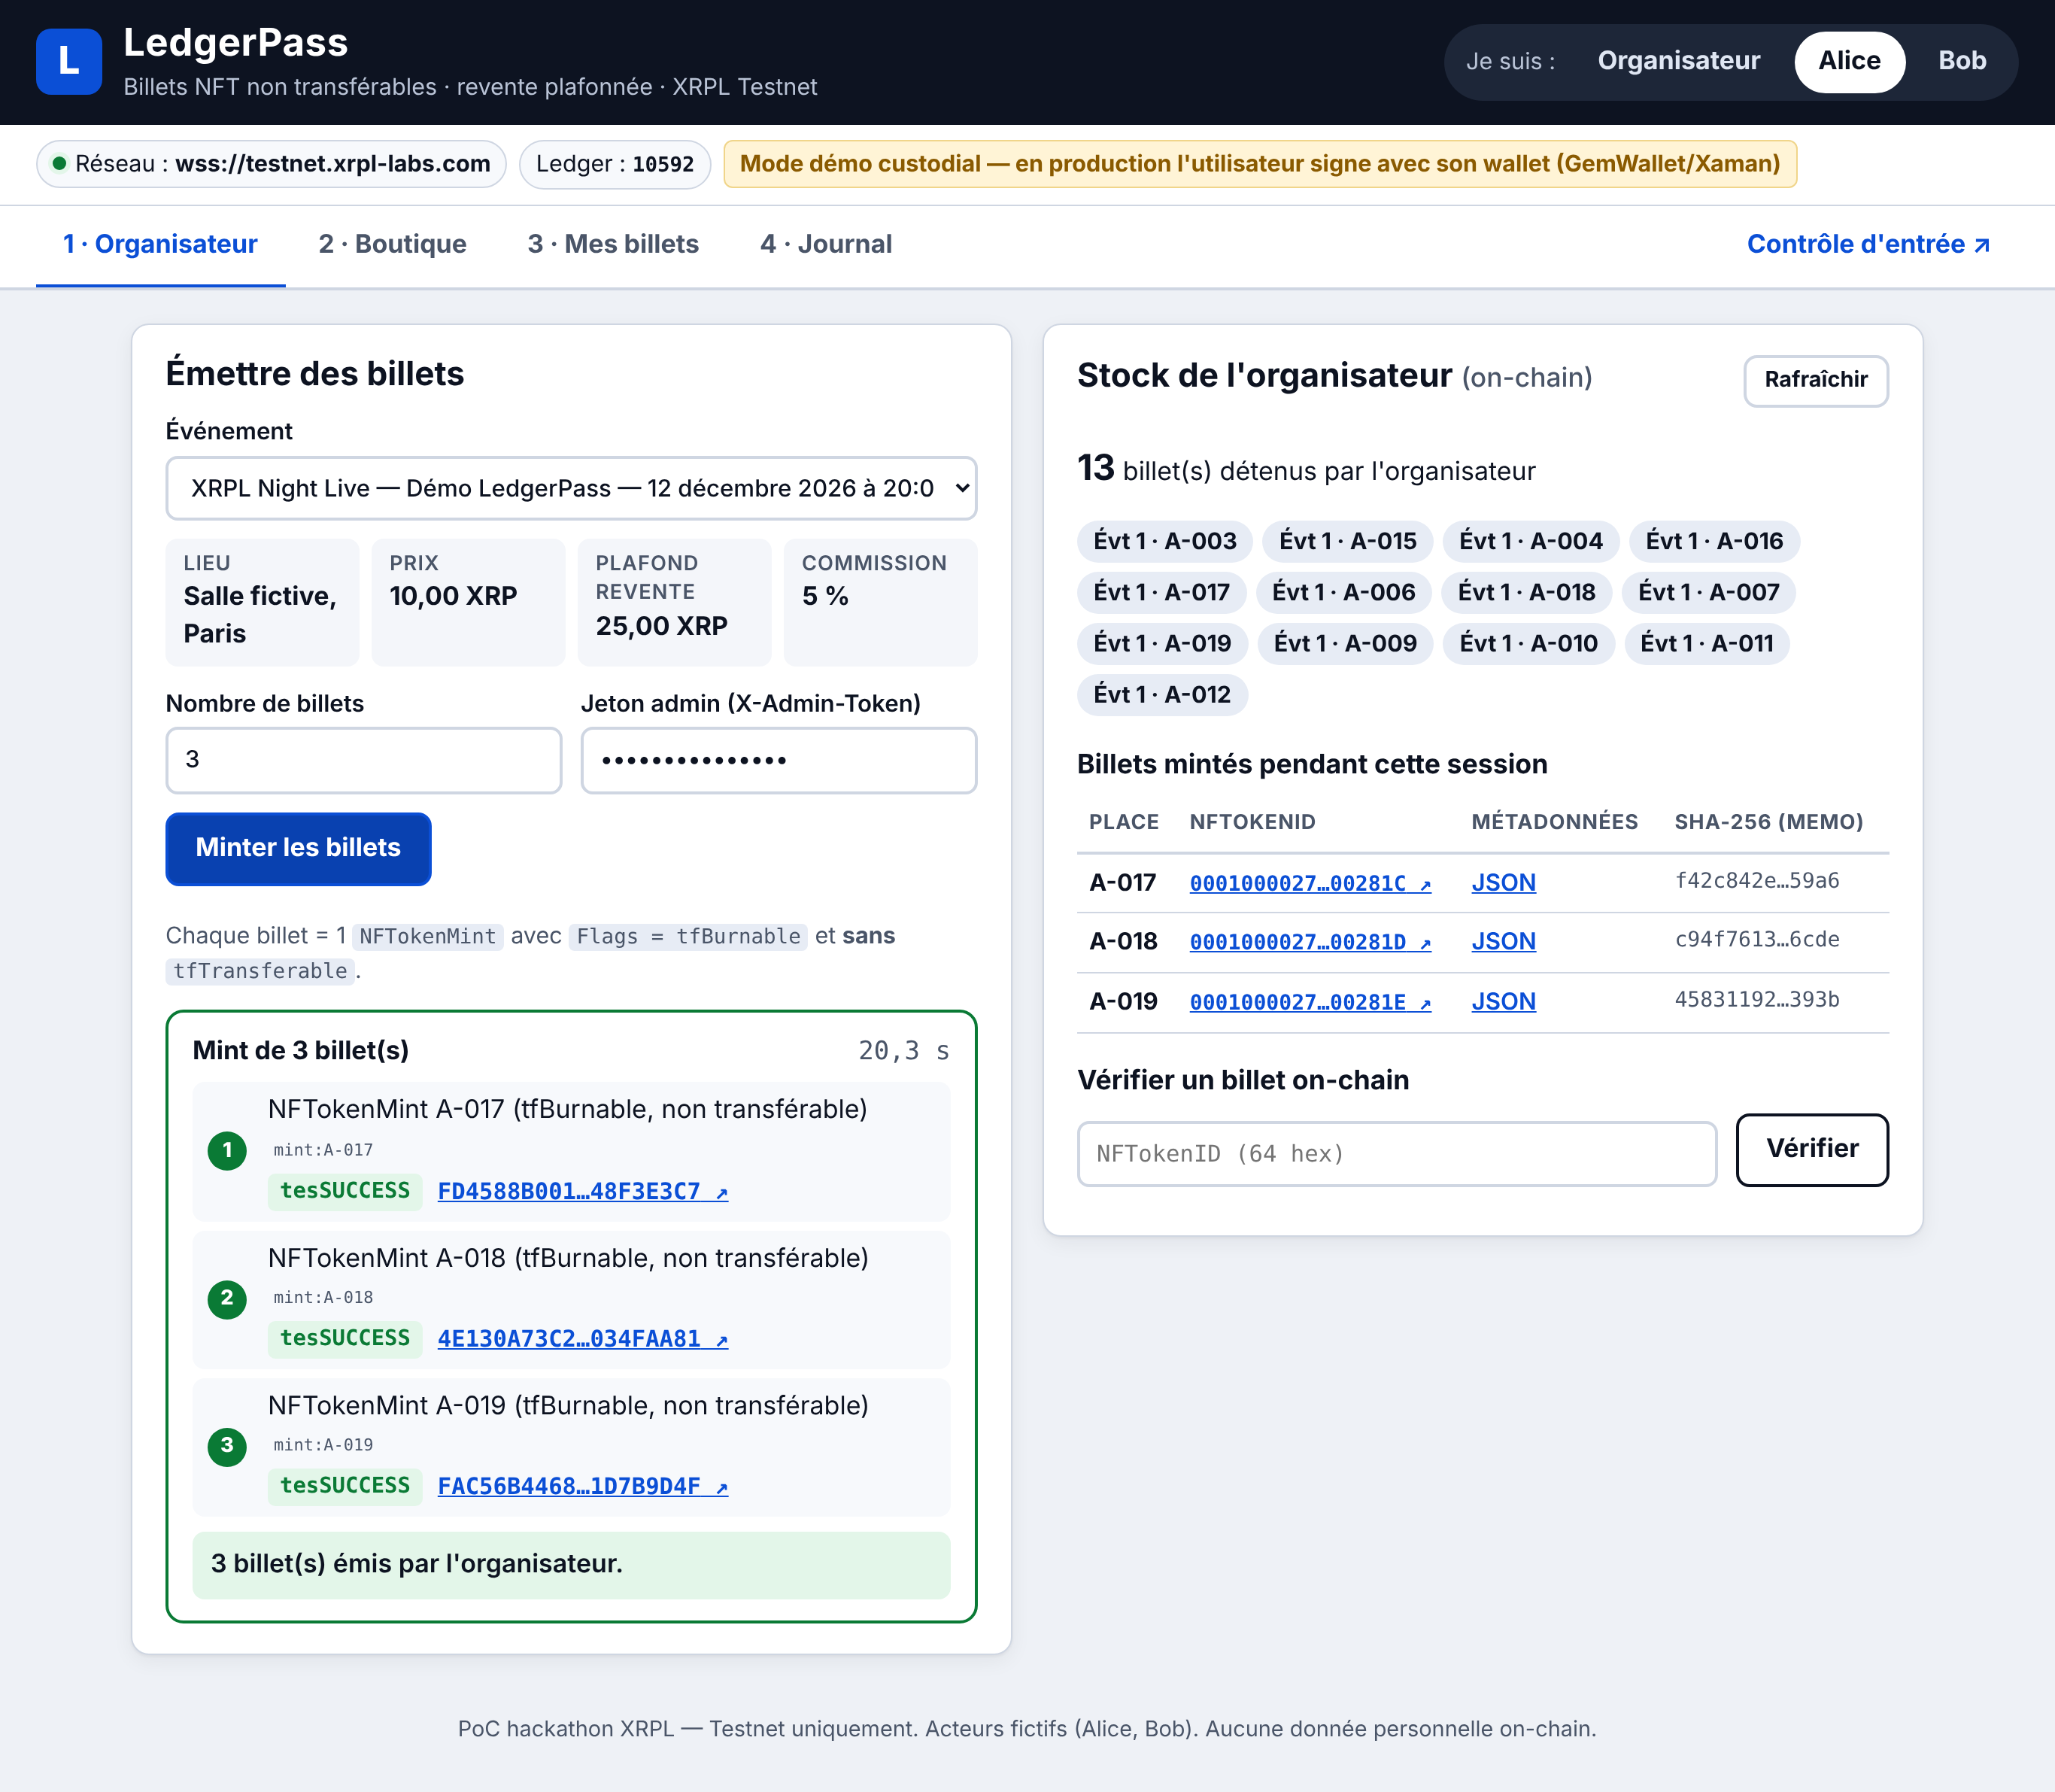 L
LedgerPass
Billets NFT non transférables · revente plafonnée · XRPL Testnet
Je suis : Organisateur Alice Bob
Réseau : wss://testnet.xrpl-labs.com
Ledger : 10592
Mode démo custodial — en production l'utilisateur signe avec son wallet (GemWallet/Xaman)
1 · Organisateur 2 · Boutique 3 · Mes billets 4 · Journal
Contrôle d'entrée ↗
Émettre des billets
Événement
XRPL Night Live — Démo LedgerPass — 12 décembre 2026 à 20:0
LIEU
Salle fictive,
Paris
PRIX
10,00 XRP
PLAFOND
REVENTE
25,00 XRP
COMMISSION
5 %
Nombre de billets
3
Jeton admin (X-Admin-Token)
•••••••••••••••
Minter les billets
Chaque billet = 1 NFTokenMint avec Flags = tfBurnable et sans
tfTransferable.
Mint de 3 billet(s) 20,3 s
1
NFTokenMint A-017 (tfBurnable, non transférable)
mint:A-017
tesSUCCESS FD4588B001…48F3E3C7 ↗
2
NFTokenMint A-018 (tfBurnable, non transférable)
mint:A-018
tesSUCCESS 4E130A73C2…034FAA81 ↗
3
NFTokenMint A-019 (tfBurnable, non transférable)
mint:A-019
tesSUCCESS FAC56B4468…1D7B9D4F ↗
3 billet(s) émis par l'organisateur.
Stock de l'organisateur (on-chain)
Rafraîchir
13 billet(s) détenus par l'organisateur
Évt 1 · A-003 Évt 1 · A-015 Évt 1 · A-004 Évt 1 · A-016
Évt 1 · A-017 Évt 1 · A-006 Évt 1 · A-018 Évt 1 · A-007
Évt 1 · A-019 Évt 1 · A-009 Évt 1 · A-010 Évt 1 · A-011
Évt 1 · A-012
Billets mintés pendant cette session
PLACE NFTOKENID MÉTADONNÉES SHA-256 (MEMO)
A-017 0001000027…00281C ↗ JSON f42c842e…59a6
A-018 0001000027…00281D ↗ JSON c94f7613…6cde
A-019 0001000027…00281E ↗ JSON 45831192…393b
Vérifier un billet on-chain
NFTokenID (64 hex)
Vérifier
PoC hackathon XRPL — Testnet uniquement. Acteurs fictifs (Alice, Bob). Aucune donnée personnelle on-chain.